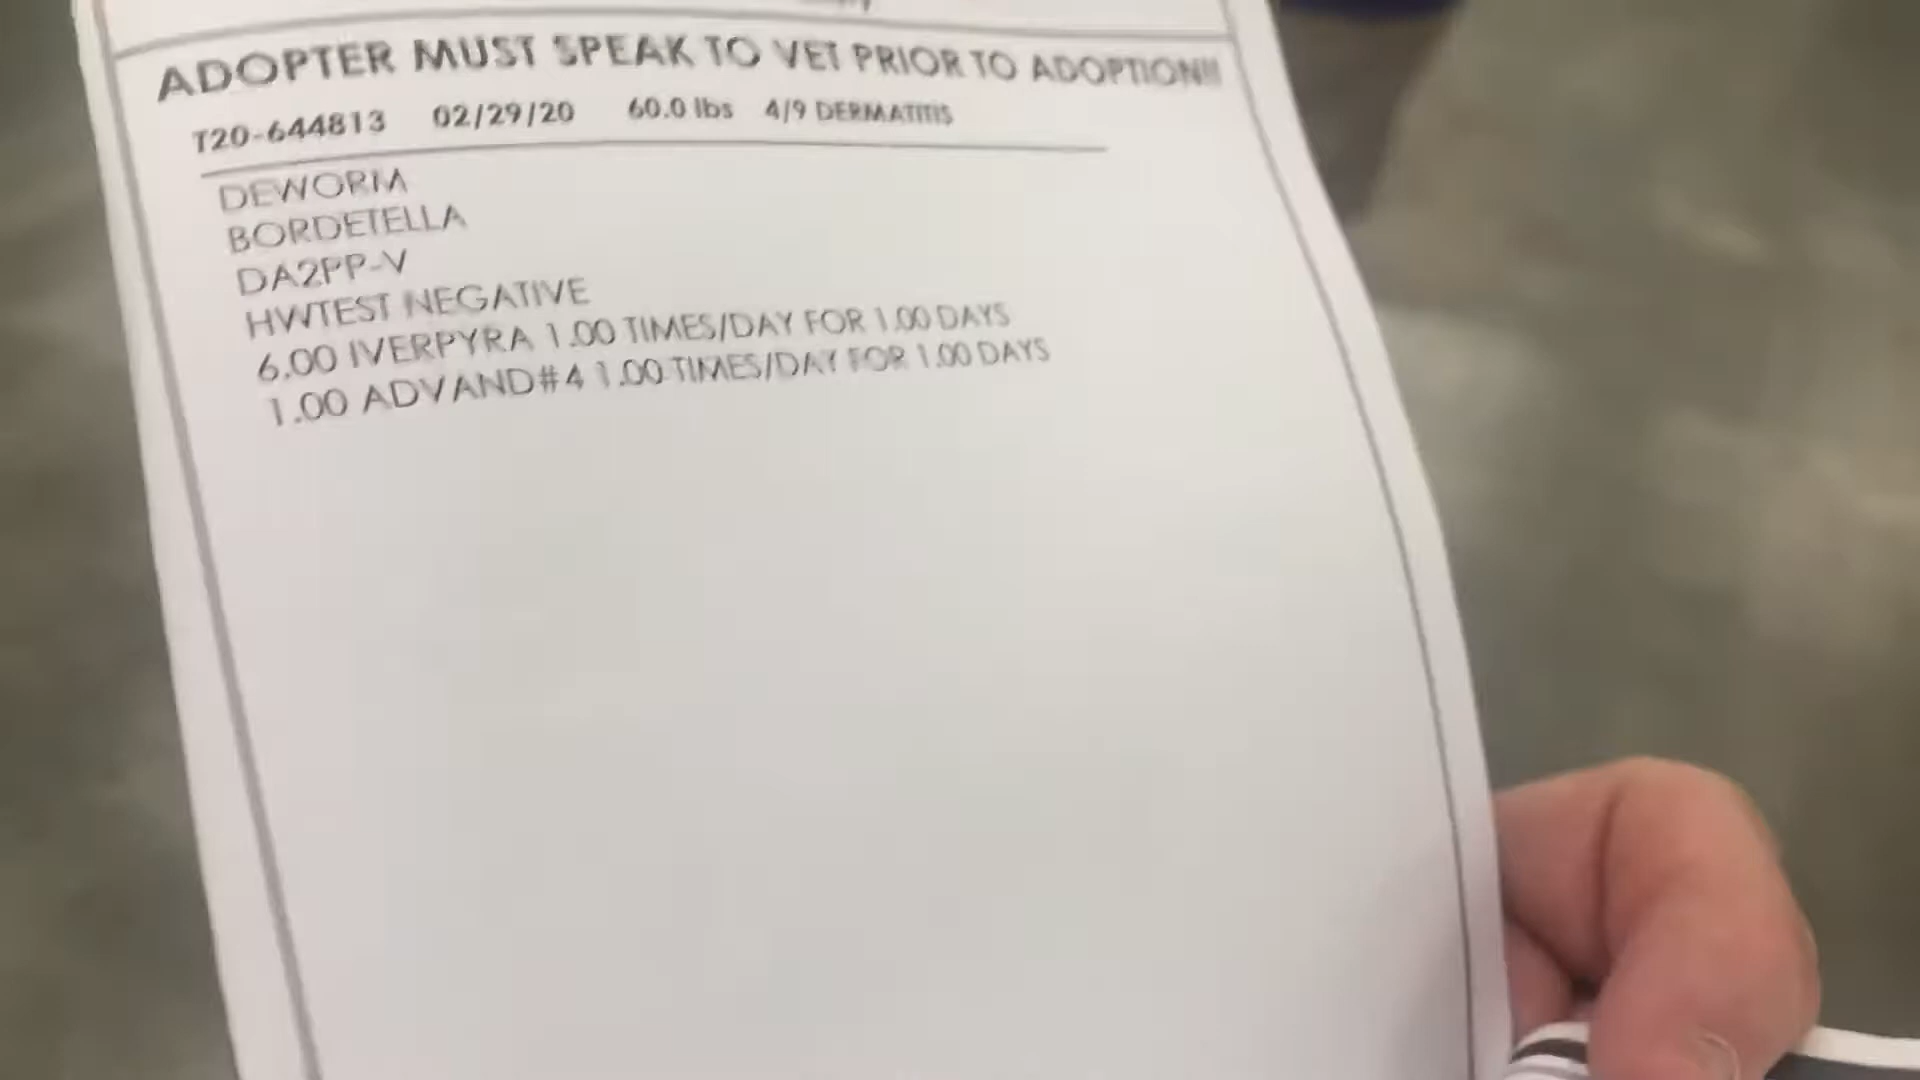 ADOPTER MUST SPEAK TO VET PRIOR TO ADOPTION!!!
T20-644813 02/29/20 60.0 lbs 4/9 DERMATITIS
DEWORM
BORDETELLA
DA2PP-V
HWTEST NEGATIVE
6.00 IVERPYRA 1.00 TIMES/DAY FOR 1.00 DAYS
1.00 ADVAND#4 1.00 TIMES/DAY FOR 1.00 DAYS